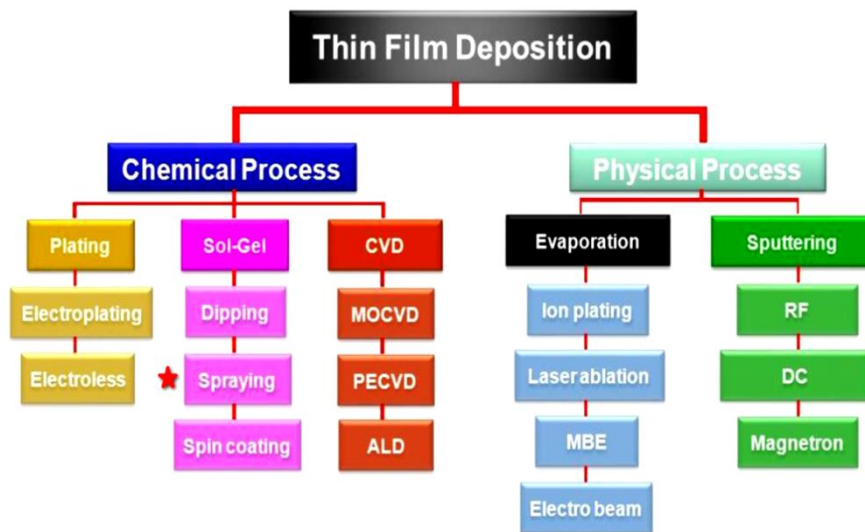 Thin Film Deposition
Chemical Process
Physical Process
Plating
Sol-Gel
CVD
Evaporation
Sputtering
Electroplating
Dipping
MOCVD
Ion plating
RF
Electroless
Spraying
PECVD
Laser ablation
DC
Spin coating
ALD
MBE
Magnetron
Electro beam